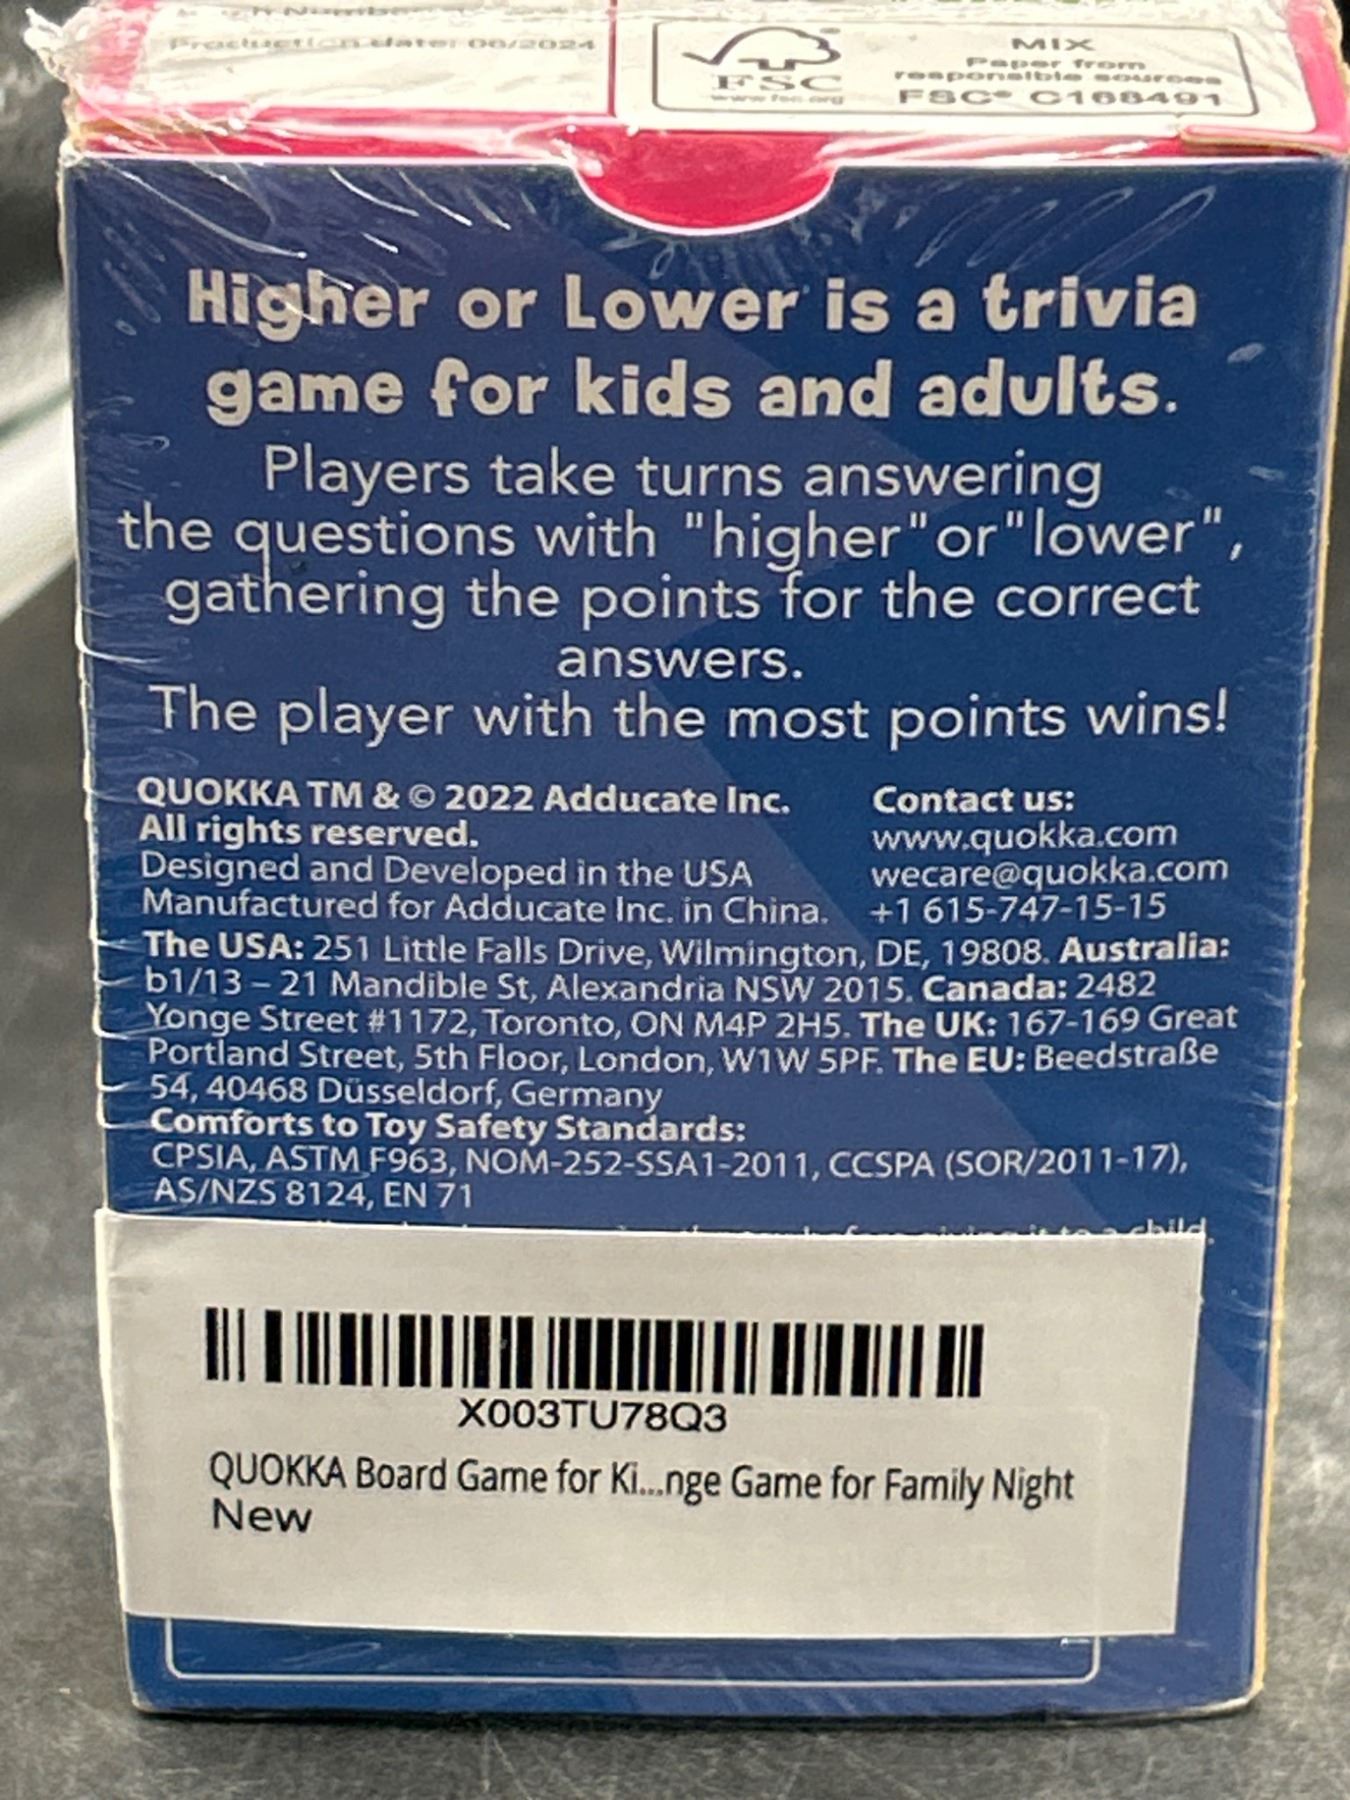 Production date: 06/2024
FSC
www.fsc.org
MIX
Paper from
responsible sources
FSC® C168491
Higher or Lower is a trivia
game for kids and adults.
Players take turns answering
the questions with "higher"or"lower",
gathering the points for the correct
answers.
The player with the most points wins!
QUOKKA TM & © 2022 Adducate Inc.
All rights reserved.
Designed and Developed in the USA
Manufactured for Adducate Inc. in China.
Contact us:
www.quokka.com
wecare@quokka.com
+1 615-747-15-15
The USA: 251 Little Falls Drive, Wilmington, DE, 19808. Australia:
b1/13 – 21 Mandible St, Alexandria NSW 2015. Canada: 2482
Yonge Street #1172, Toronto, ON M4P 2H5. The UK: 167-169 Great
Portland Street, 5th Floor, London, W1W 5PF. The EU: Beedstraße
54, 40468 Düsseldorf, Germany
Comforts to Toy Safety Standards:
CPSIA, ASTM F963, NOM-252-SSA1-2011, CCSPA (SOR/2011-17),
AS/NZS 8124, EN 71
before giving it to a child.
X003TU78Q3
QUOKKA Board Game for Ki...nge Game for Family Night
New